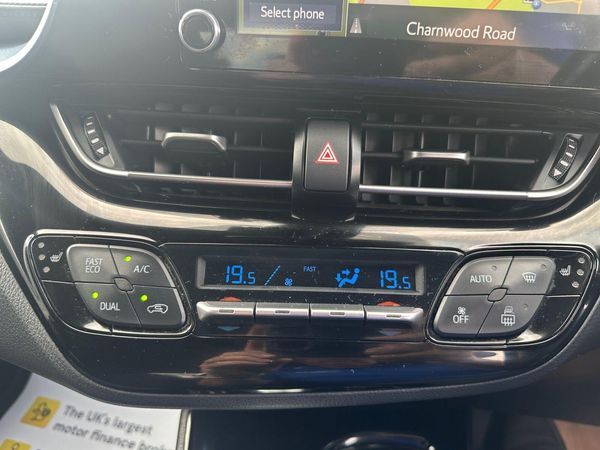 Select phone
Charnwood Road
FAST
ECO
A/C
DUAL
19.5
FAST
19.5
AUTO
OFF
The UK's largest
motor finance broke